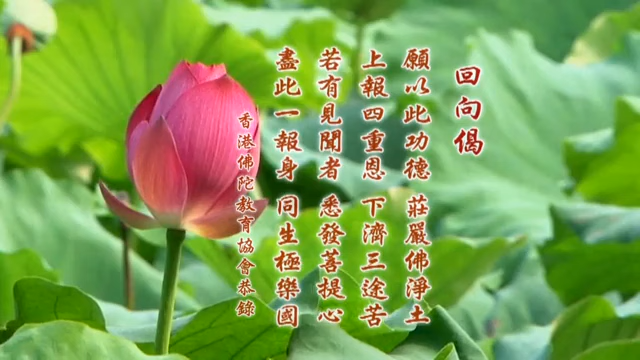 回向偈
願以此功德 莊嚴佛淨土
上報四重恩 下濟三途苦
若有見聞者 悉發菩提心
盡此一報身 同生極樂國
香港佛陀教育協會恭錄